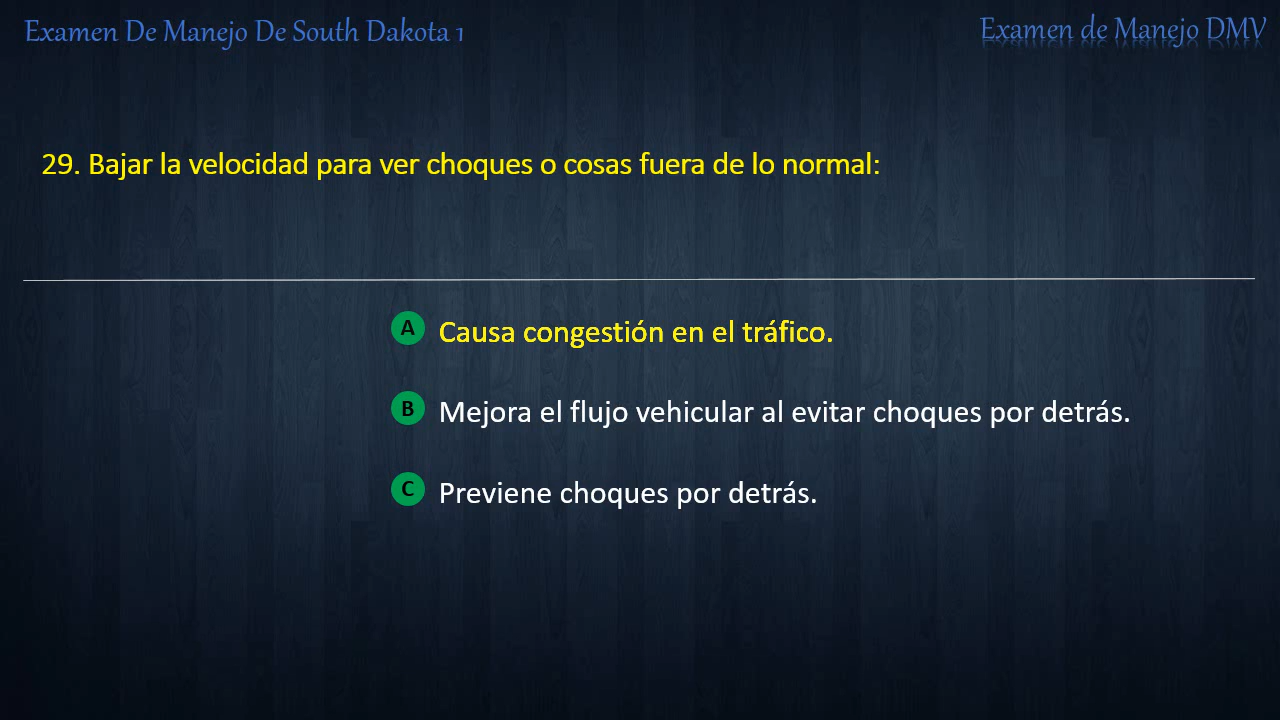 Examen De Manejo De South Dakota 1
Examen de Manejo DMV
29. Bajar la velocidad para ver choques o cosas fuera de lo normal:
A Causa congestión en el tráfico.
B Mejora el flujo vehicular al evitar choques por detrás.
C Previene choques por detrás.